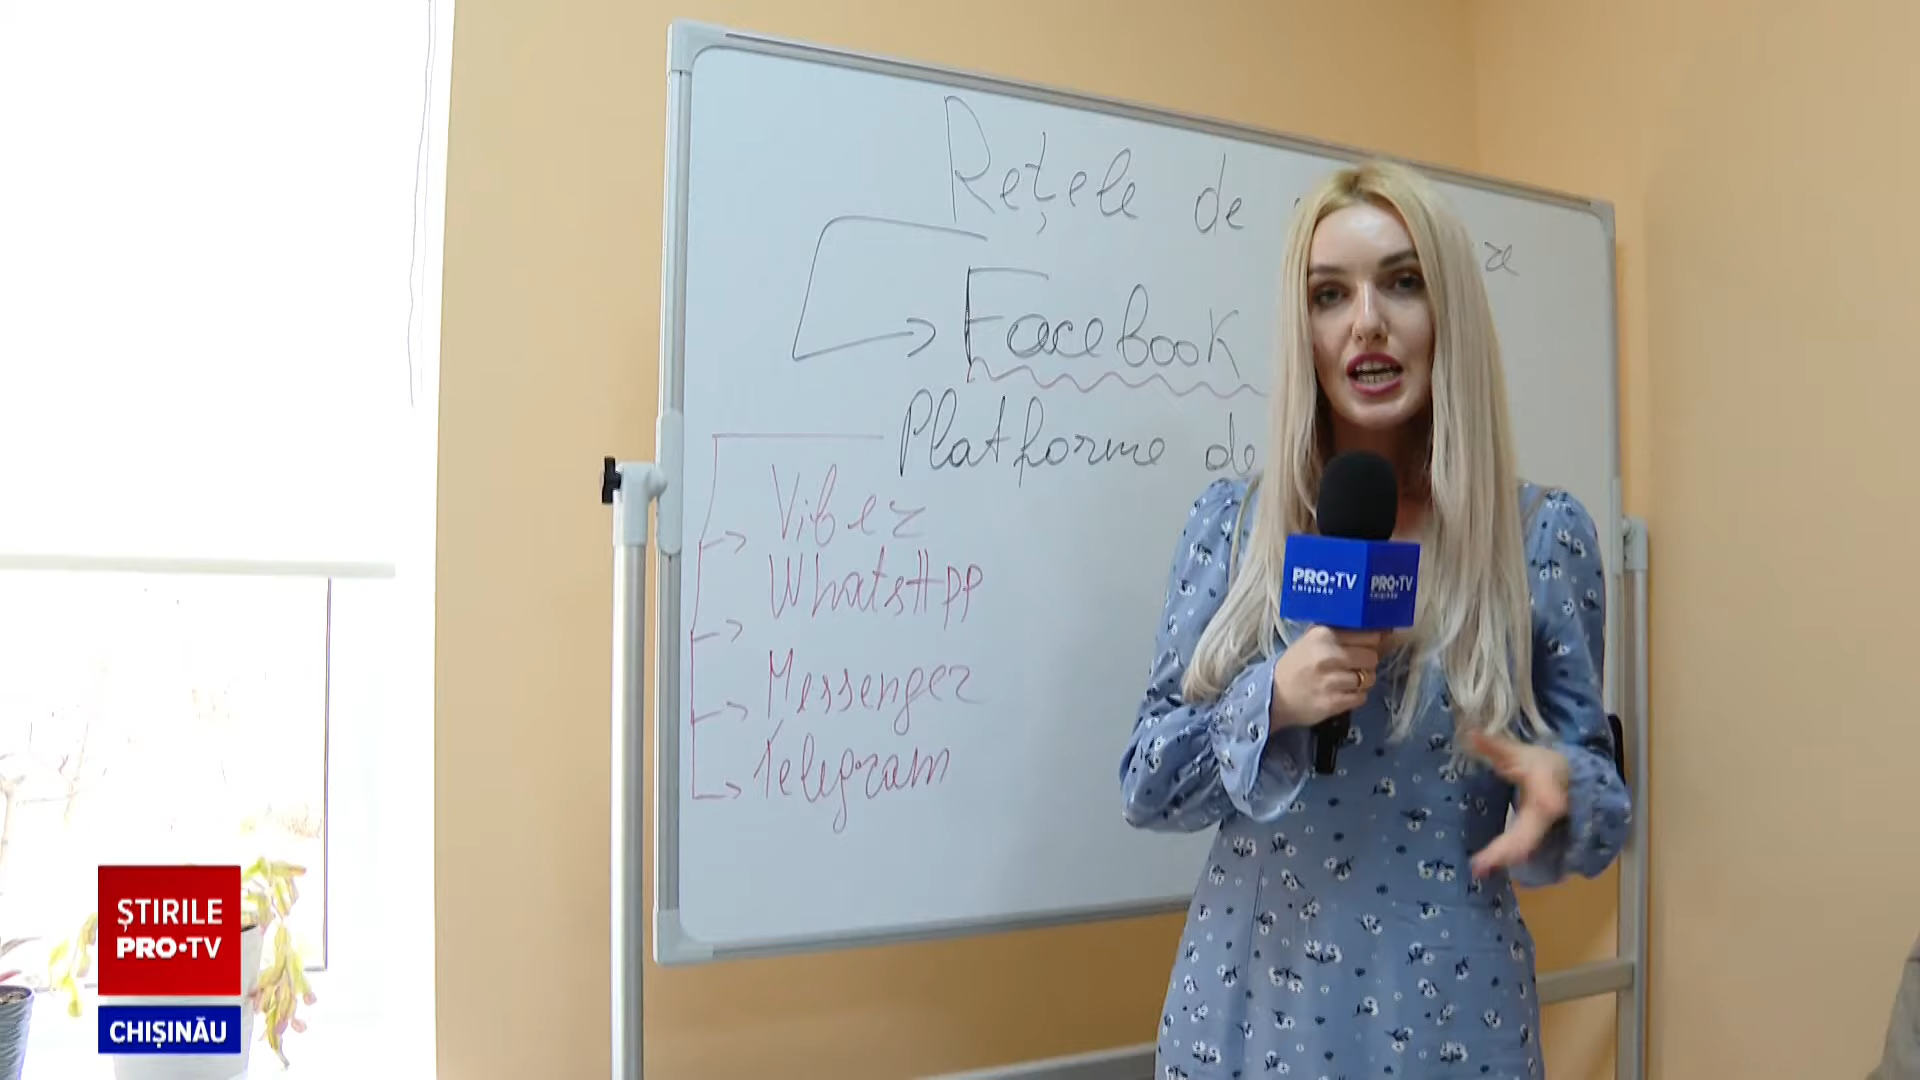 Rețele de
Facebook
Platforme de
Viber
WhatsApp
Messenger
Telegram
PRO•TV
CHIȘINĂU
PRO•TV
CHIȘINĂU
ȘTIRILE
PRO•TV
CHIȘINĂU